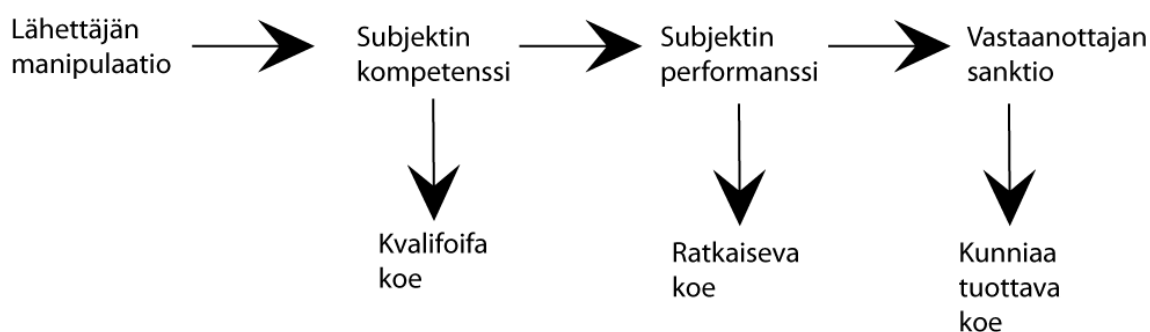 Lähettäjän
manipulaatio
Subjektin
kompetenssi
Subjektin
performanssi
Vastaanottajan
sanktio
Kvalifoifa
koe
Ratkaiseva
koe
Kunniaa
tuottava
koe